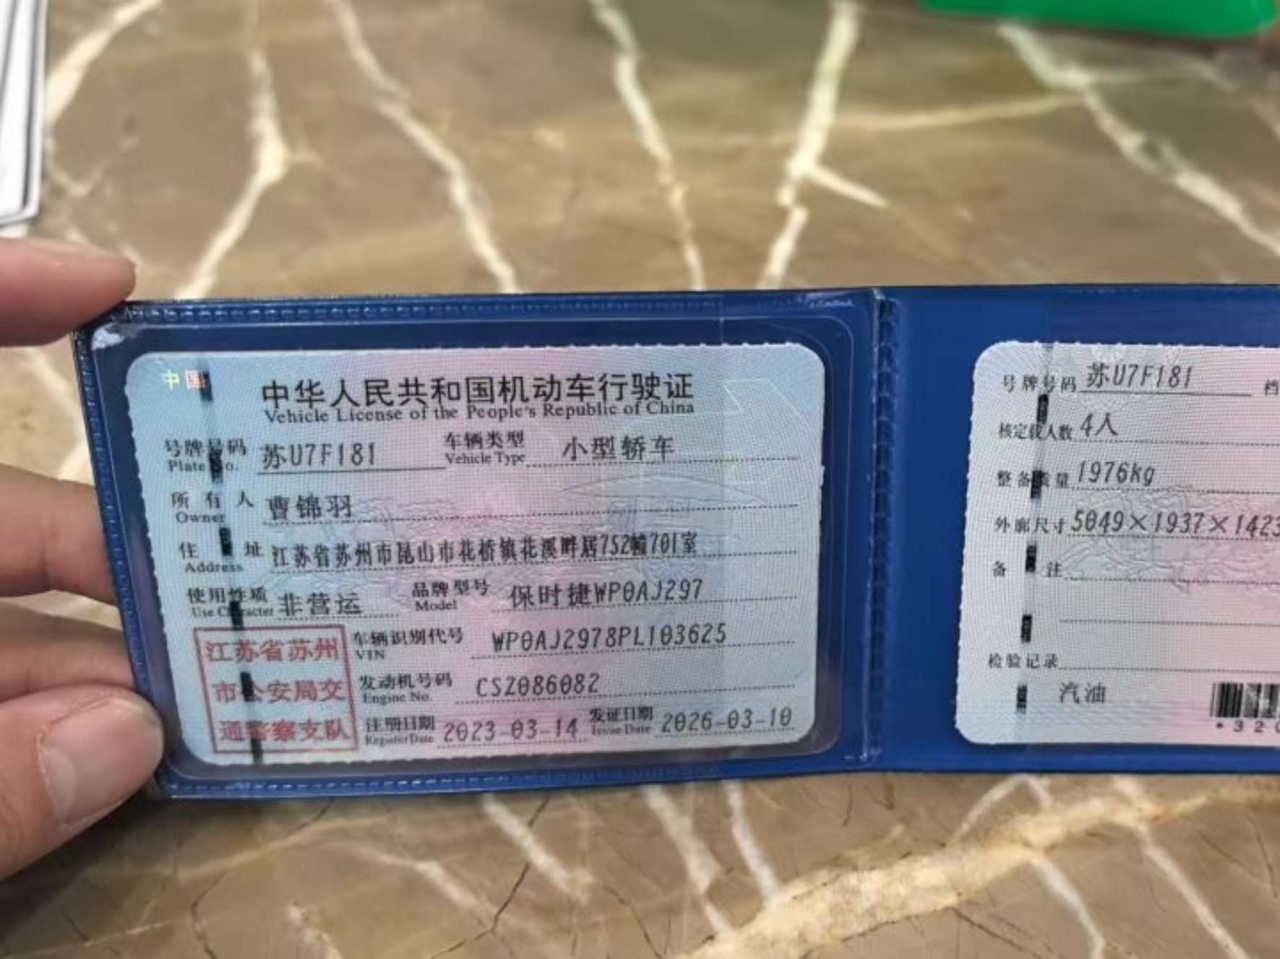 中国
中华人民共和国机动车行驶证
Vehicle License of the People's Republic of China
号牌号码 苏U7F181 车辆类型 小型轿车
Plate No. Vehicle Type
所有人 曹锦羽
Owner
住址 江苏省苏州市昆山市花桥镇花溪畔居752幢701室
Address
使用性质 非营运 品牌型号 保时捷WP0AJ297
Use Character Model
江苏省苏州
市公安局交
通警察支队
车辆识别代号 WP0AJ2978PL103625
VIN
发动机号码 CSZ086082
Engine No.
注册日期 2023-03-14 发证日期 2026-03-10
Register Date Issue Date
号牌号码 苏U7F181 档
核定载人数 4人
整备质量 1976kg
外廓尺寸 5049×1937×1423
备注
检验记录
汽油
*320